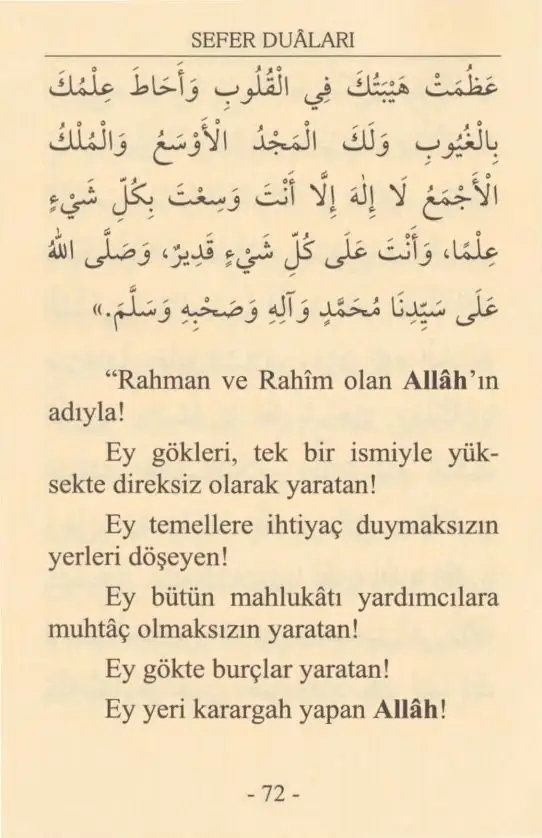 SEFER DUÂLARI
عَظُمَتْ هَيْبَتُكَ فِي الْقُلُوبِ وَأَحَاطَ عِلْمُكَ
بِالْغُيُوبِ وَلَكَ الْمَجْدُ الْأَوْسَعُ وَالْمُلْكُ
الْأَجْمَعُ لَا إِلٰهَ إِلَّا أَنْتَ وَسِعْتَ بِكُلِّ شَيْءٍ
عِلْمًا، وَأَنْتَ عَلَى كُلِّ شَيْءٍ قَدِيرٌ، وَصَلَّى اللهُ
عَلَى سَيِّدِنَا مُحَمَّدٍ وَآلِهِ وَصَحْبِهِ وَسَلَّمَ.»
“Rahman ve Rahîm olan Allâh’ın
adıyla!
Ey gökleri, tek bir ismiyle yük-
sekte direksiz olarak yaratan!
Ey temellere ihtiyaç duymaksızın
yerleri döşeyen!
Ey bütün mahlukâtı yardımcılara
muhtâç olmaksızın yaratan!
Ey gökte burçlar yaratan!
Ey yeri karargah yapan Allâh!
- 72 -